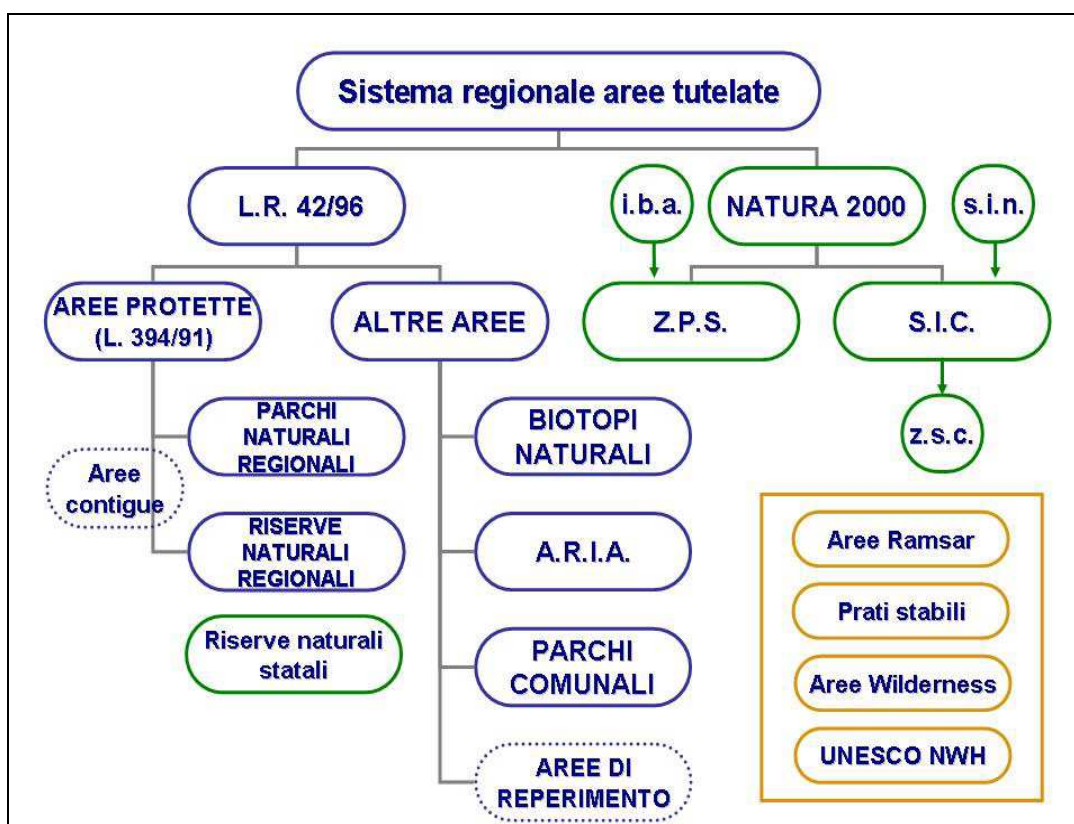 Sistema regionale aree tutelate
L.R. 42/96
i.b.a.
NATURA 2000
s.i.n.
AREE PROTETTE
(L. 394/91)
ALTRE AREE
Z.P.S.
S.I.C.
z.s.c.
PARCHI
NATURALI
REGIONALI
Aree
contigue
RISERVE
NATURALI
REGIONALI
Riserve naturali
statali
BIOTOPI
NATURALI
A.R.I.A.
PARCHI
COMUNALI
AREE DI
REPERIMENTO
Aree Ramsar
Prati stabili
Aree Wilderness
UNESCO NWH